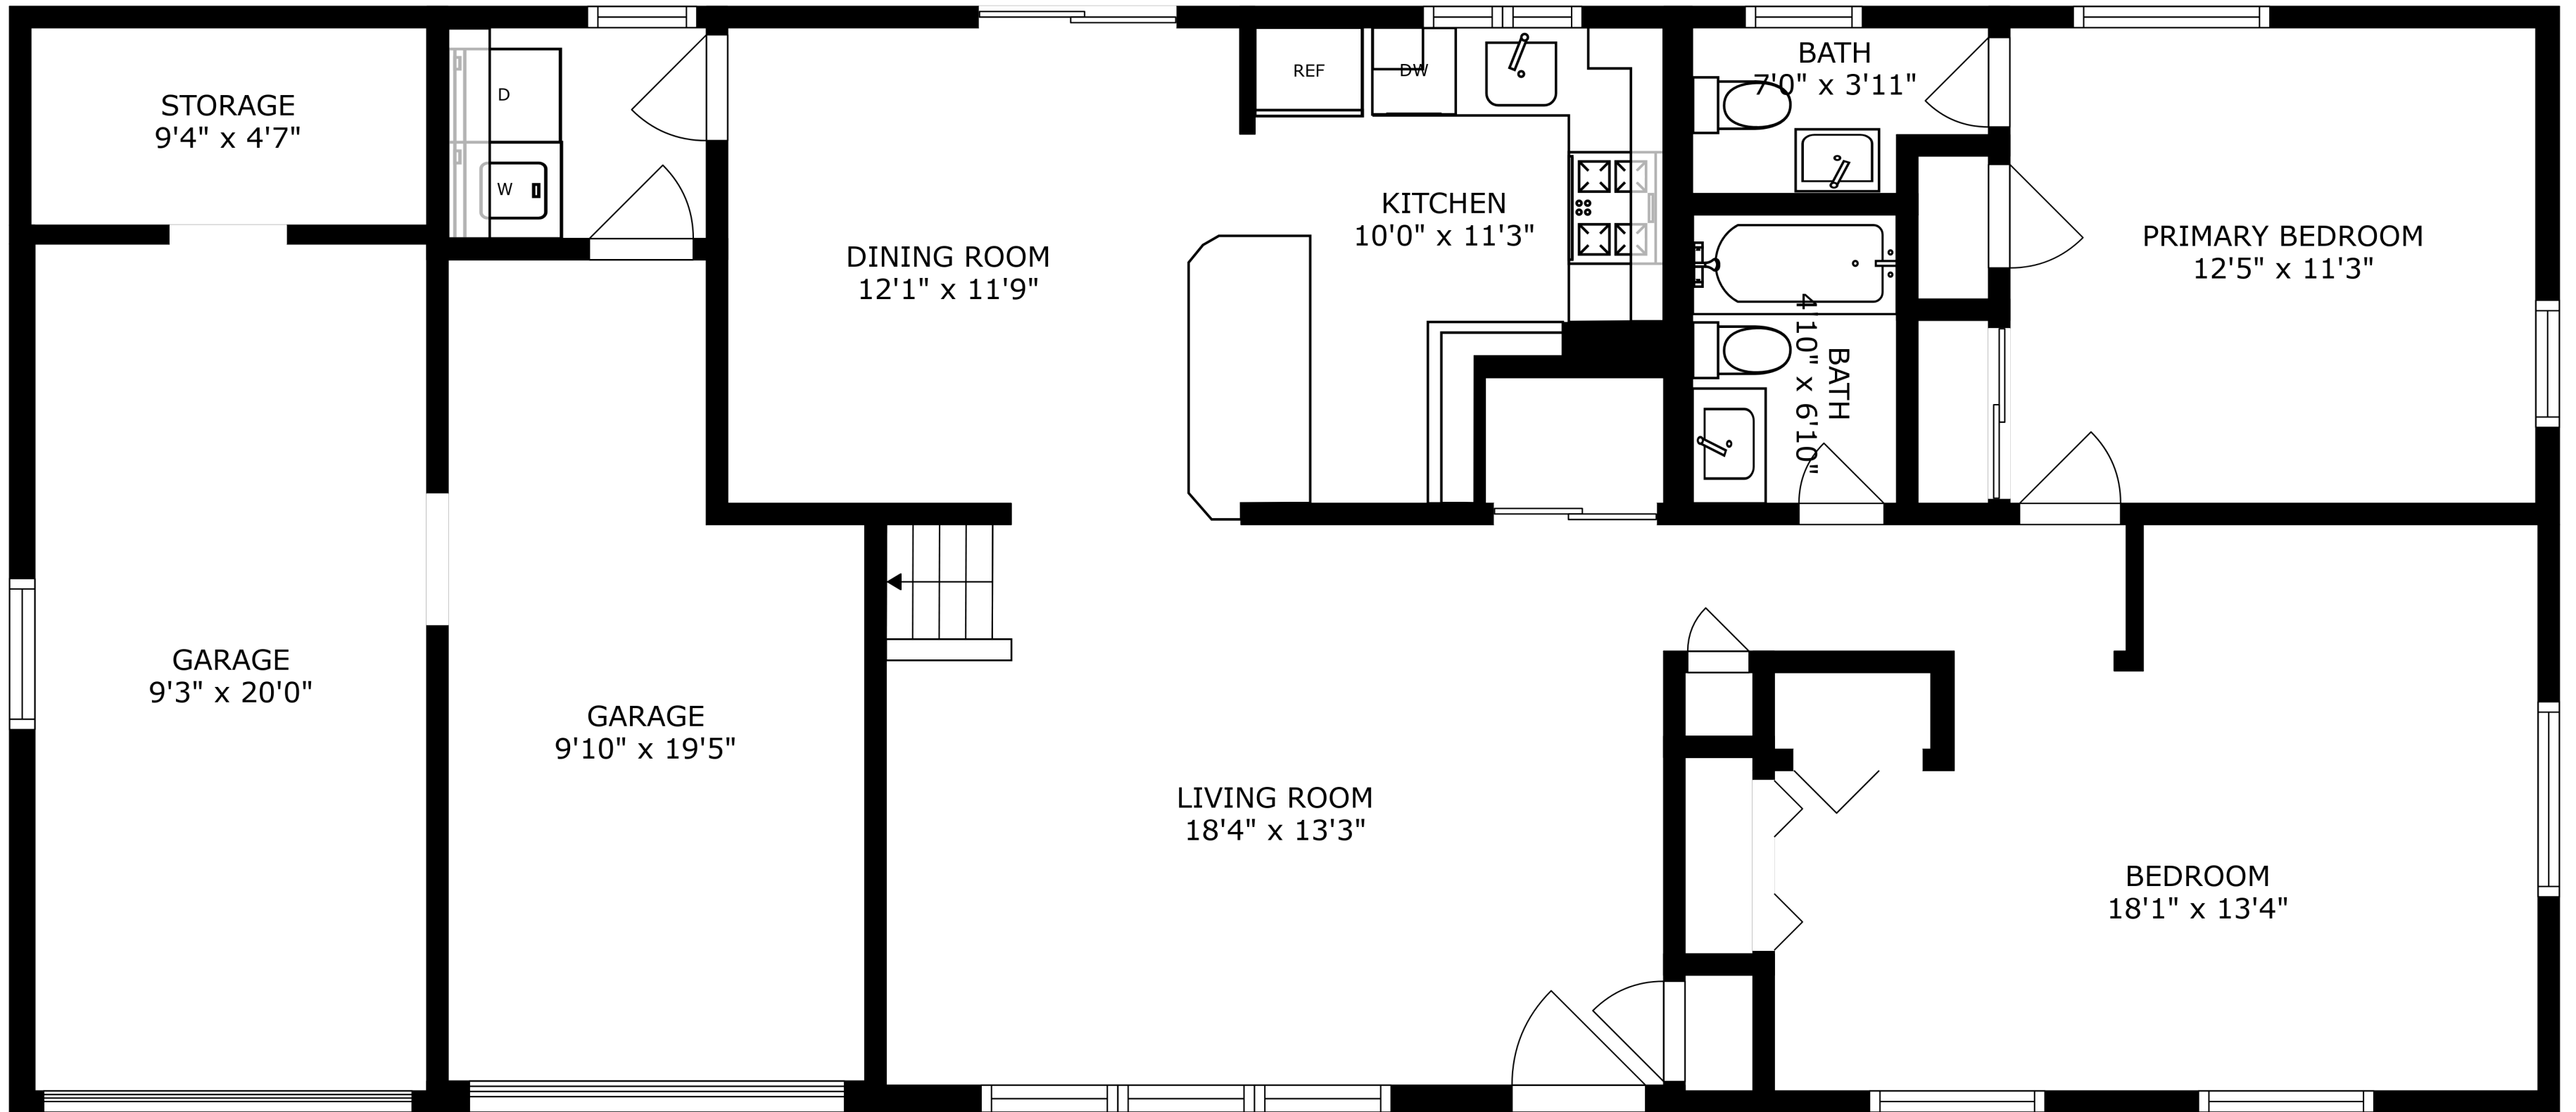 STORAGE
9'4" x 4'7"
D
W
DINING ROOM
12'1" x 11'9"
REF
DW
KITCHEN
10'0" x 11'3"
BATH
7'0" x 3'11"
BATH
4'10" x 6'10"
PRIMARY BEDROOM
12'5" x 11'3"
GARAGE
9'3" x 20'0"
GARAGE
9'10" x 19'5"
LIVING ROOM
18'4" x 13'3"
BEDROOM
18'1" x 13'4"